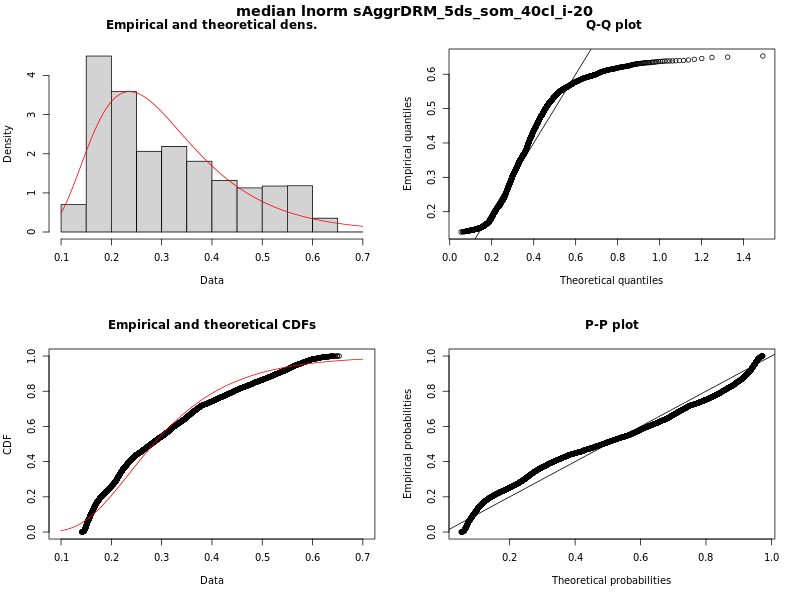 median lnorm sAggrDRM_5ds_som_40cl_i-20
Empirical and theoretical dens.
Density
0 1 2 3 4
0.1 0.2 0.3 0.4 0.5 0.6 0.7
Data
Q-Q plot
Empirical quantiles
0.2 0.3 0.4 0.5 0.6
0.0 0.2 0.4 0.6 0.8 1.0 1.2 1.4
Theoretical quantiles
Empirical and theoretical CDFs
CDF
0.0 0.2 0.4 0.6 0.8 1.0
0.1 0.2 0.3 0.4 0.5 0.6 0.7
Data
P-P plot
Empirical probabilities
0.0 0.2 0.4 0.6 0.8 1.0
0.2 0.4 0.6 0.8 1.0
Theoretical probabilities